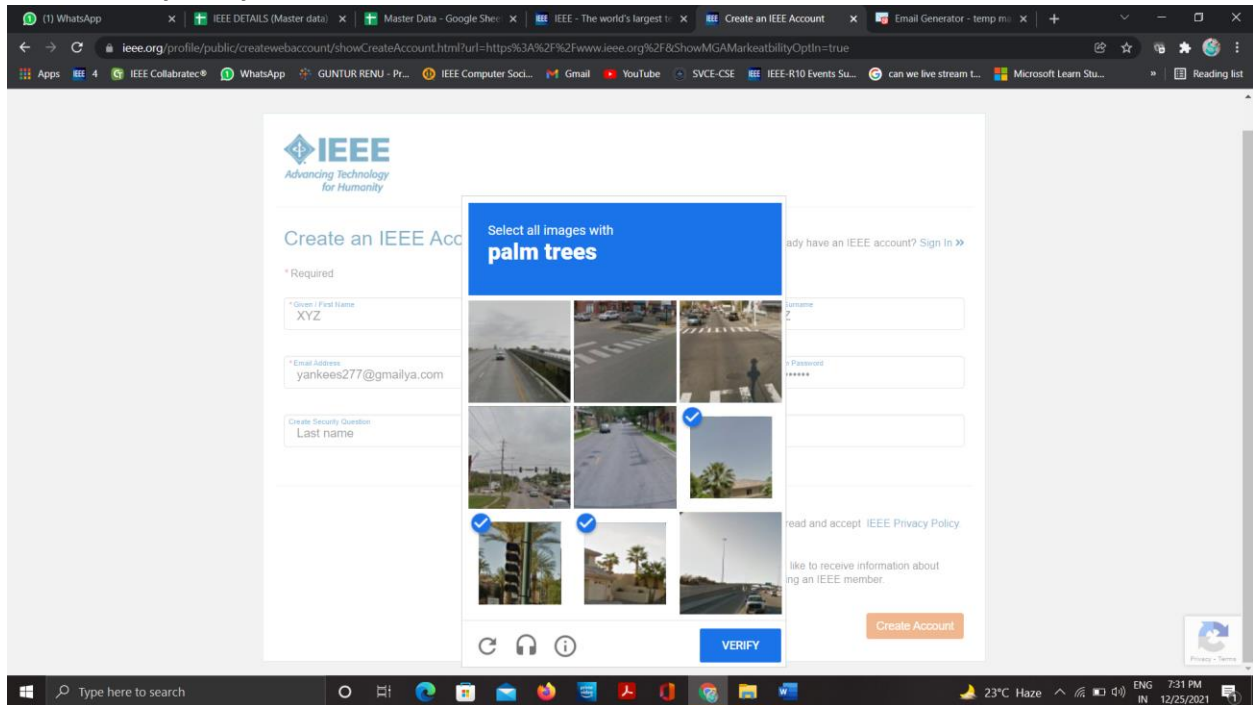 (1) WhatsApp
IEEE DETAILS (Master data)
Master Data - Google Shee
IEEE - The world's largest te
Create an IEEE Account
Email Generator - temp ma
ieee.org/profile/public/createwebaccount/showCreateAccount.html?url=https%3A%2F%2Fwww.ieee.org%2F&ShowMGAMarkeatbilityOptIn=true
Apps
4
IEEE Collabratec®
WhatsApp
GUNTUR RENU - Pr...
IEEE Computer Soci...
Gmail
YouTube
SVCE-CSE
IEEE-R10 Events Su...
can we live stream t...
Microsoft Learn Stu...
»
Reading list
IEEE
Advancing Technology
for Humanity
Create an IEEE Acc
ady have an IEEE account? Sign In »
* Required
* Given / First Name
XYZ
Surname
Z
* Email Address
yankees277@gmailya.com
n Password
••••••
Create Security Question
Last name
Select all images with
palm trees
VERIFY
read and accept IEEE Privacy Policy.
like to receive information about
ing an IEEE member.
Create Account
Privacy - Terms
Type here to search
23°C Haze
ENG
IN
7:31 PM
12/25/2021
1